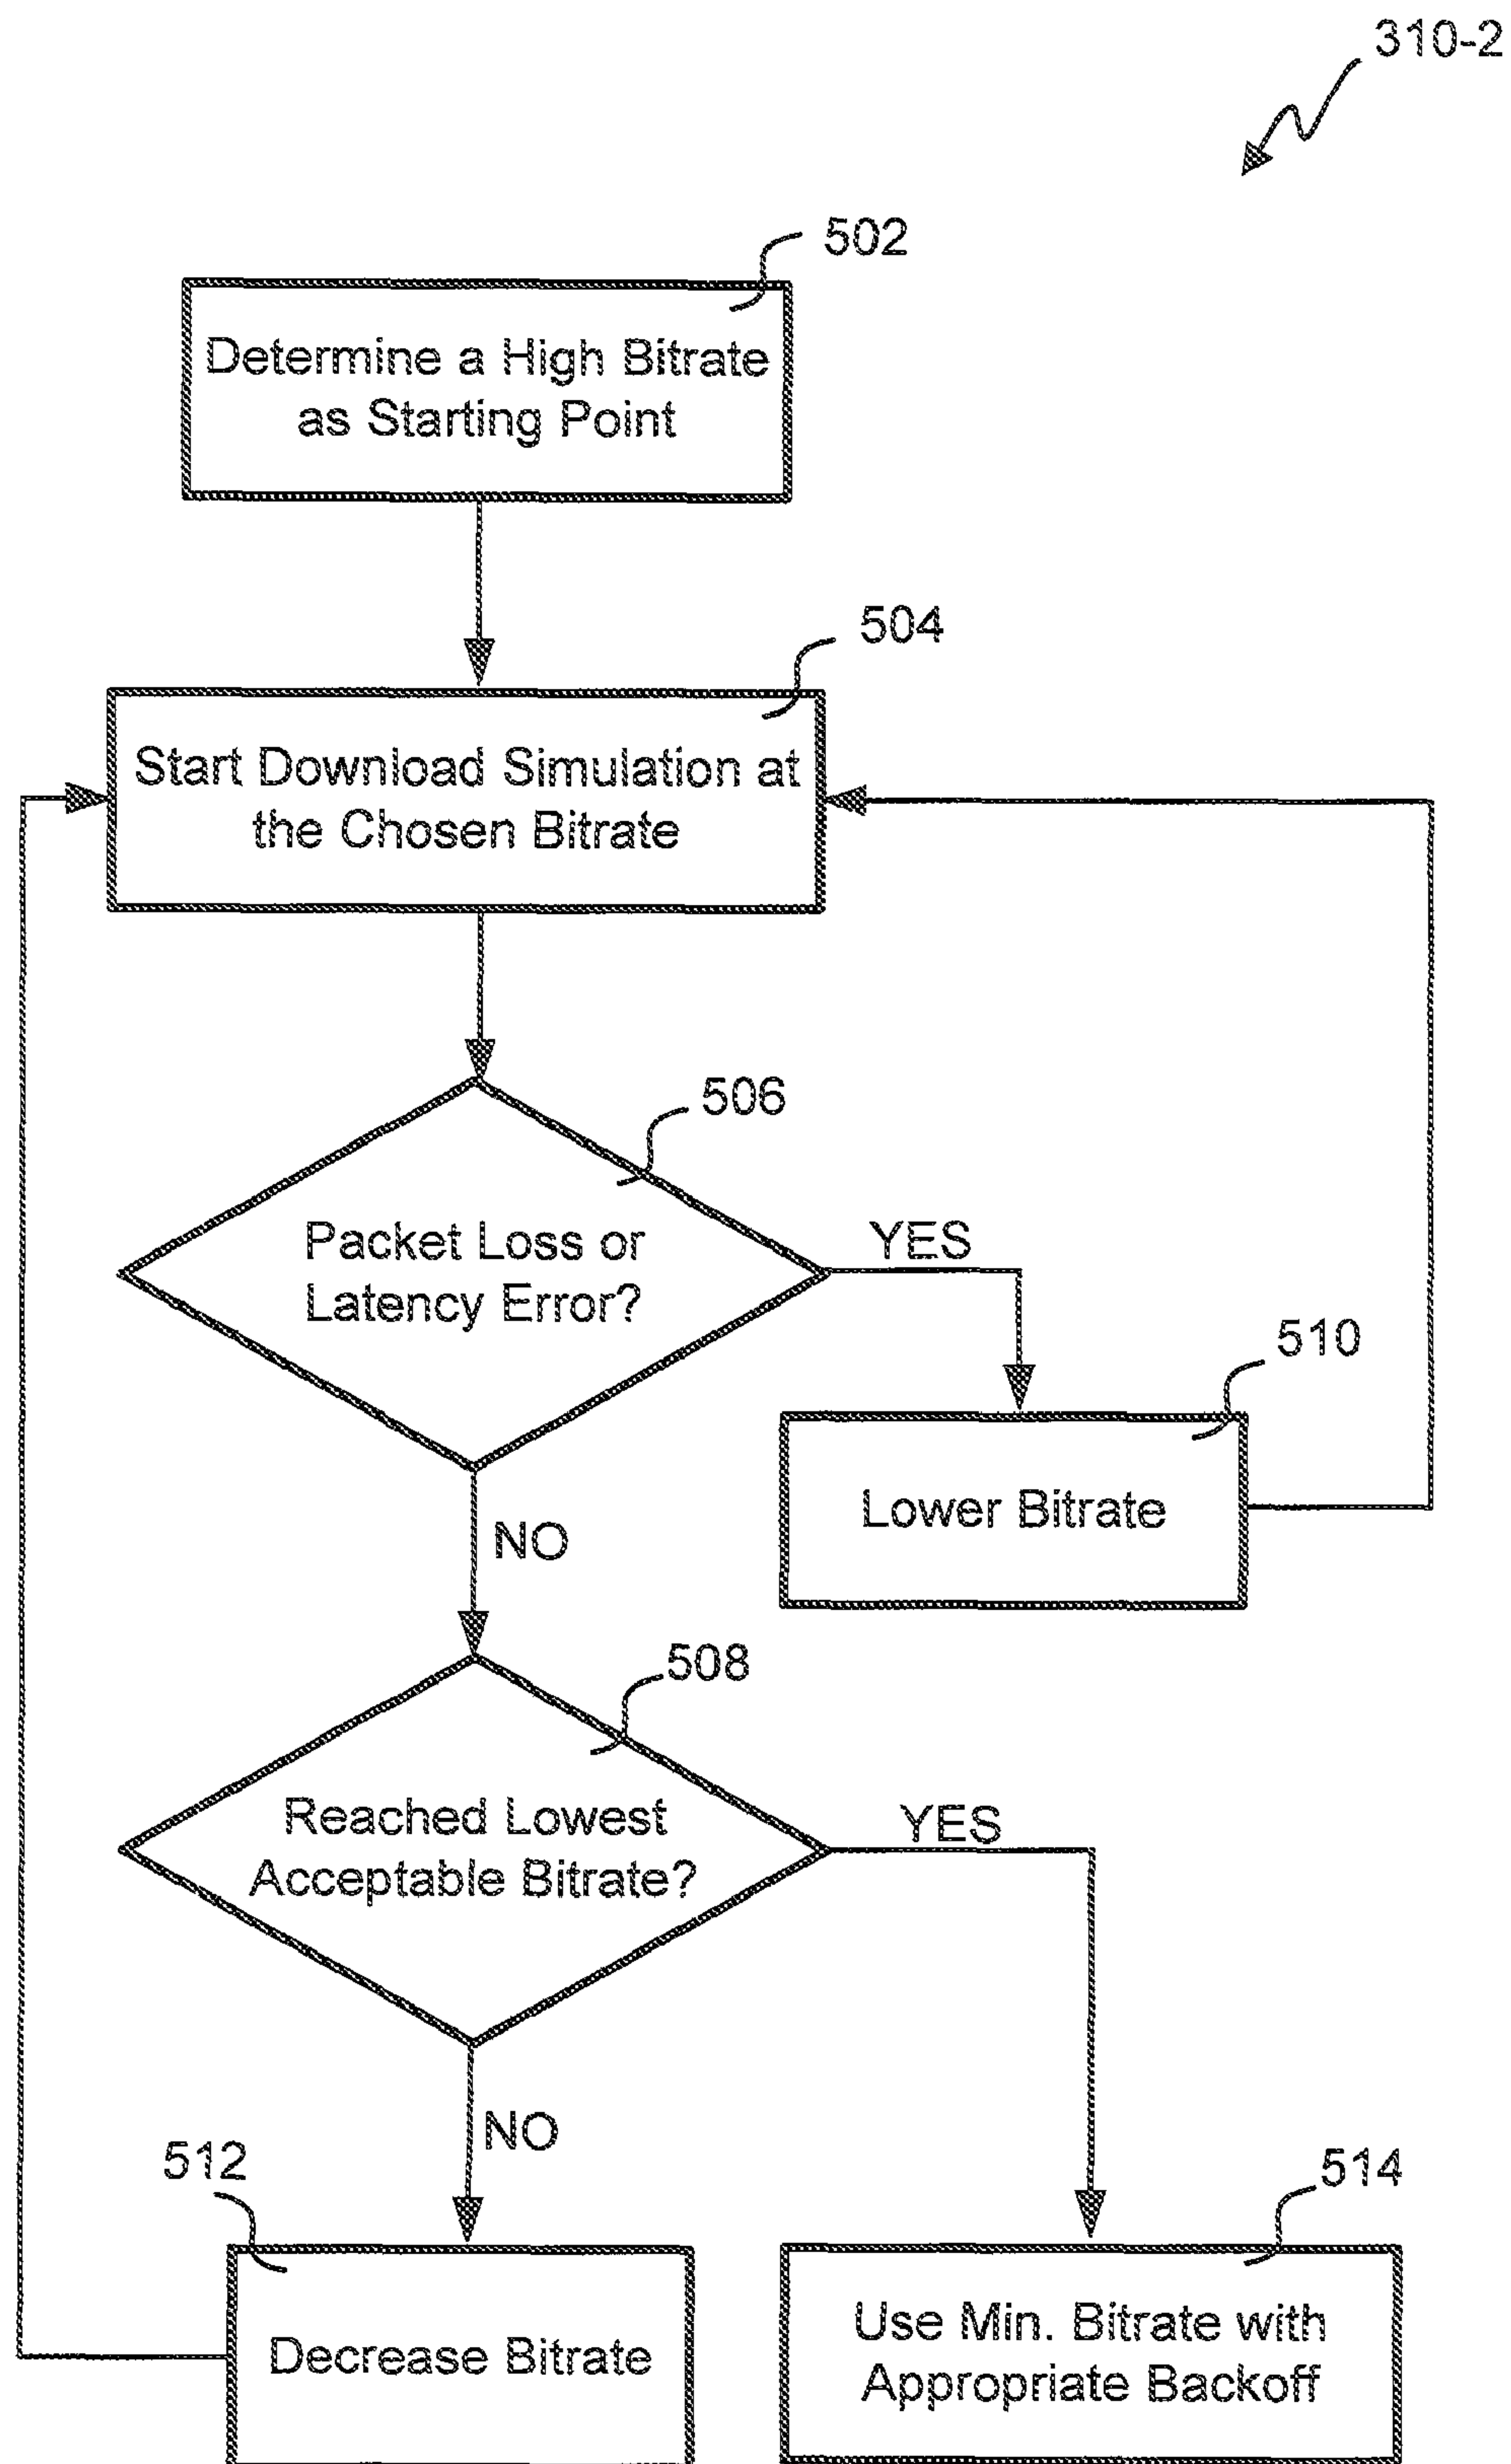 310-2
502
Determine a High Bitrate
as Starting Point
504
Start Download Simulation at
the Chosen Bitrate
506
Packet Loss or
Latency Error?
YES
510
Lower Bitrate
NO
508
Reached Lowest
Acceptable Bitrate?
YES
NO
512
Decrease Bitrate
514
Use Min. Bitrate with
Appropriate Backoff